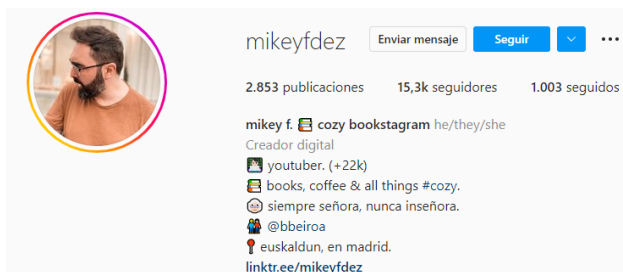 mikeyfdez Enviar mensaje Seguir
2.853 publicaciones 15,3k seguidores 1.003 seguidos
mikey f. 📚 cozy bookstagram he/they/she
Creador digital
youtuber. (+22k)
📚 books, coffee & all things #cozy.
siempre señora, nunca inseñora.
@bbeiroa
📍 euskaldun, en madrid.
linktr.ee/mikeyfdez